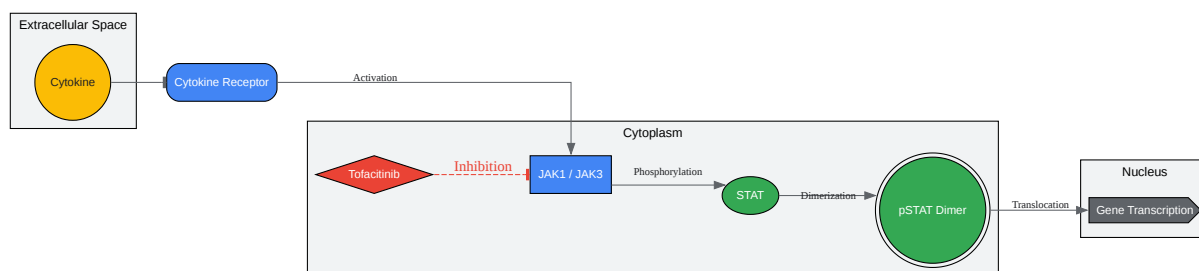 Extracellular Space
Cytokine
Cytokine Receptor
Activation
Cytoplasm
Tofacitinib
Inhibition
JAK1 / JAK3
Phosphorylation
STAT
Dimerization
pSTAT Dimer
Translocation
Nucleus
Gene Transcription